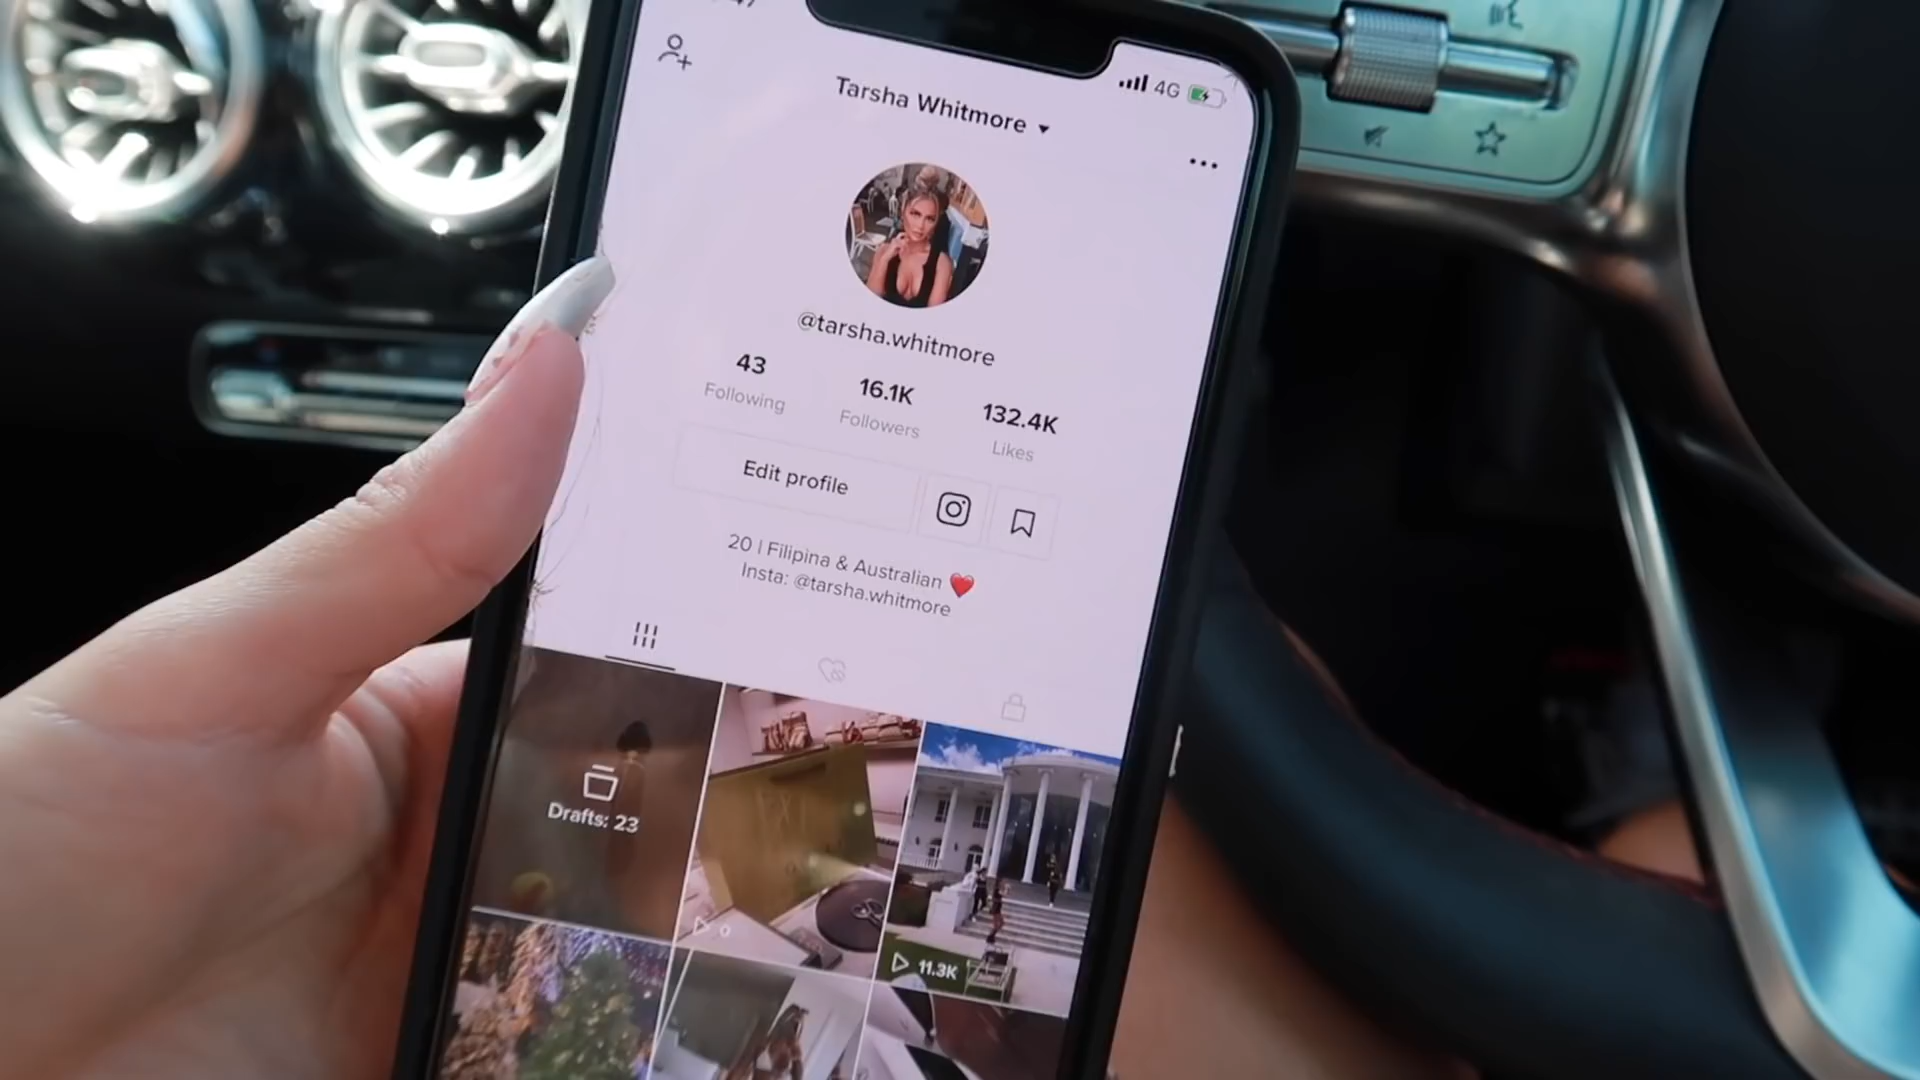 4G
Tarsha Whitmore
@tarsha.whitmore
43
Following
16.1K
Followers
132.4K
Likes
Edit profile
20 | Filipina & Australian ❤️
Insta: @tarsha.whitmore
Drafts: 23
0
11.3K